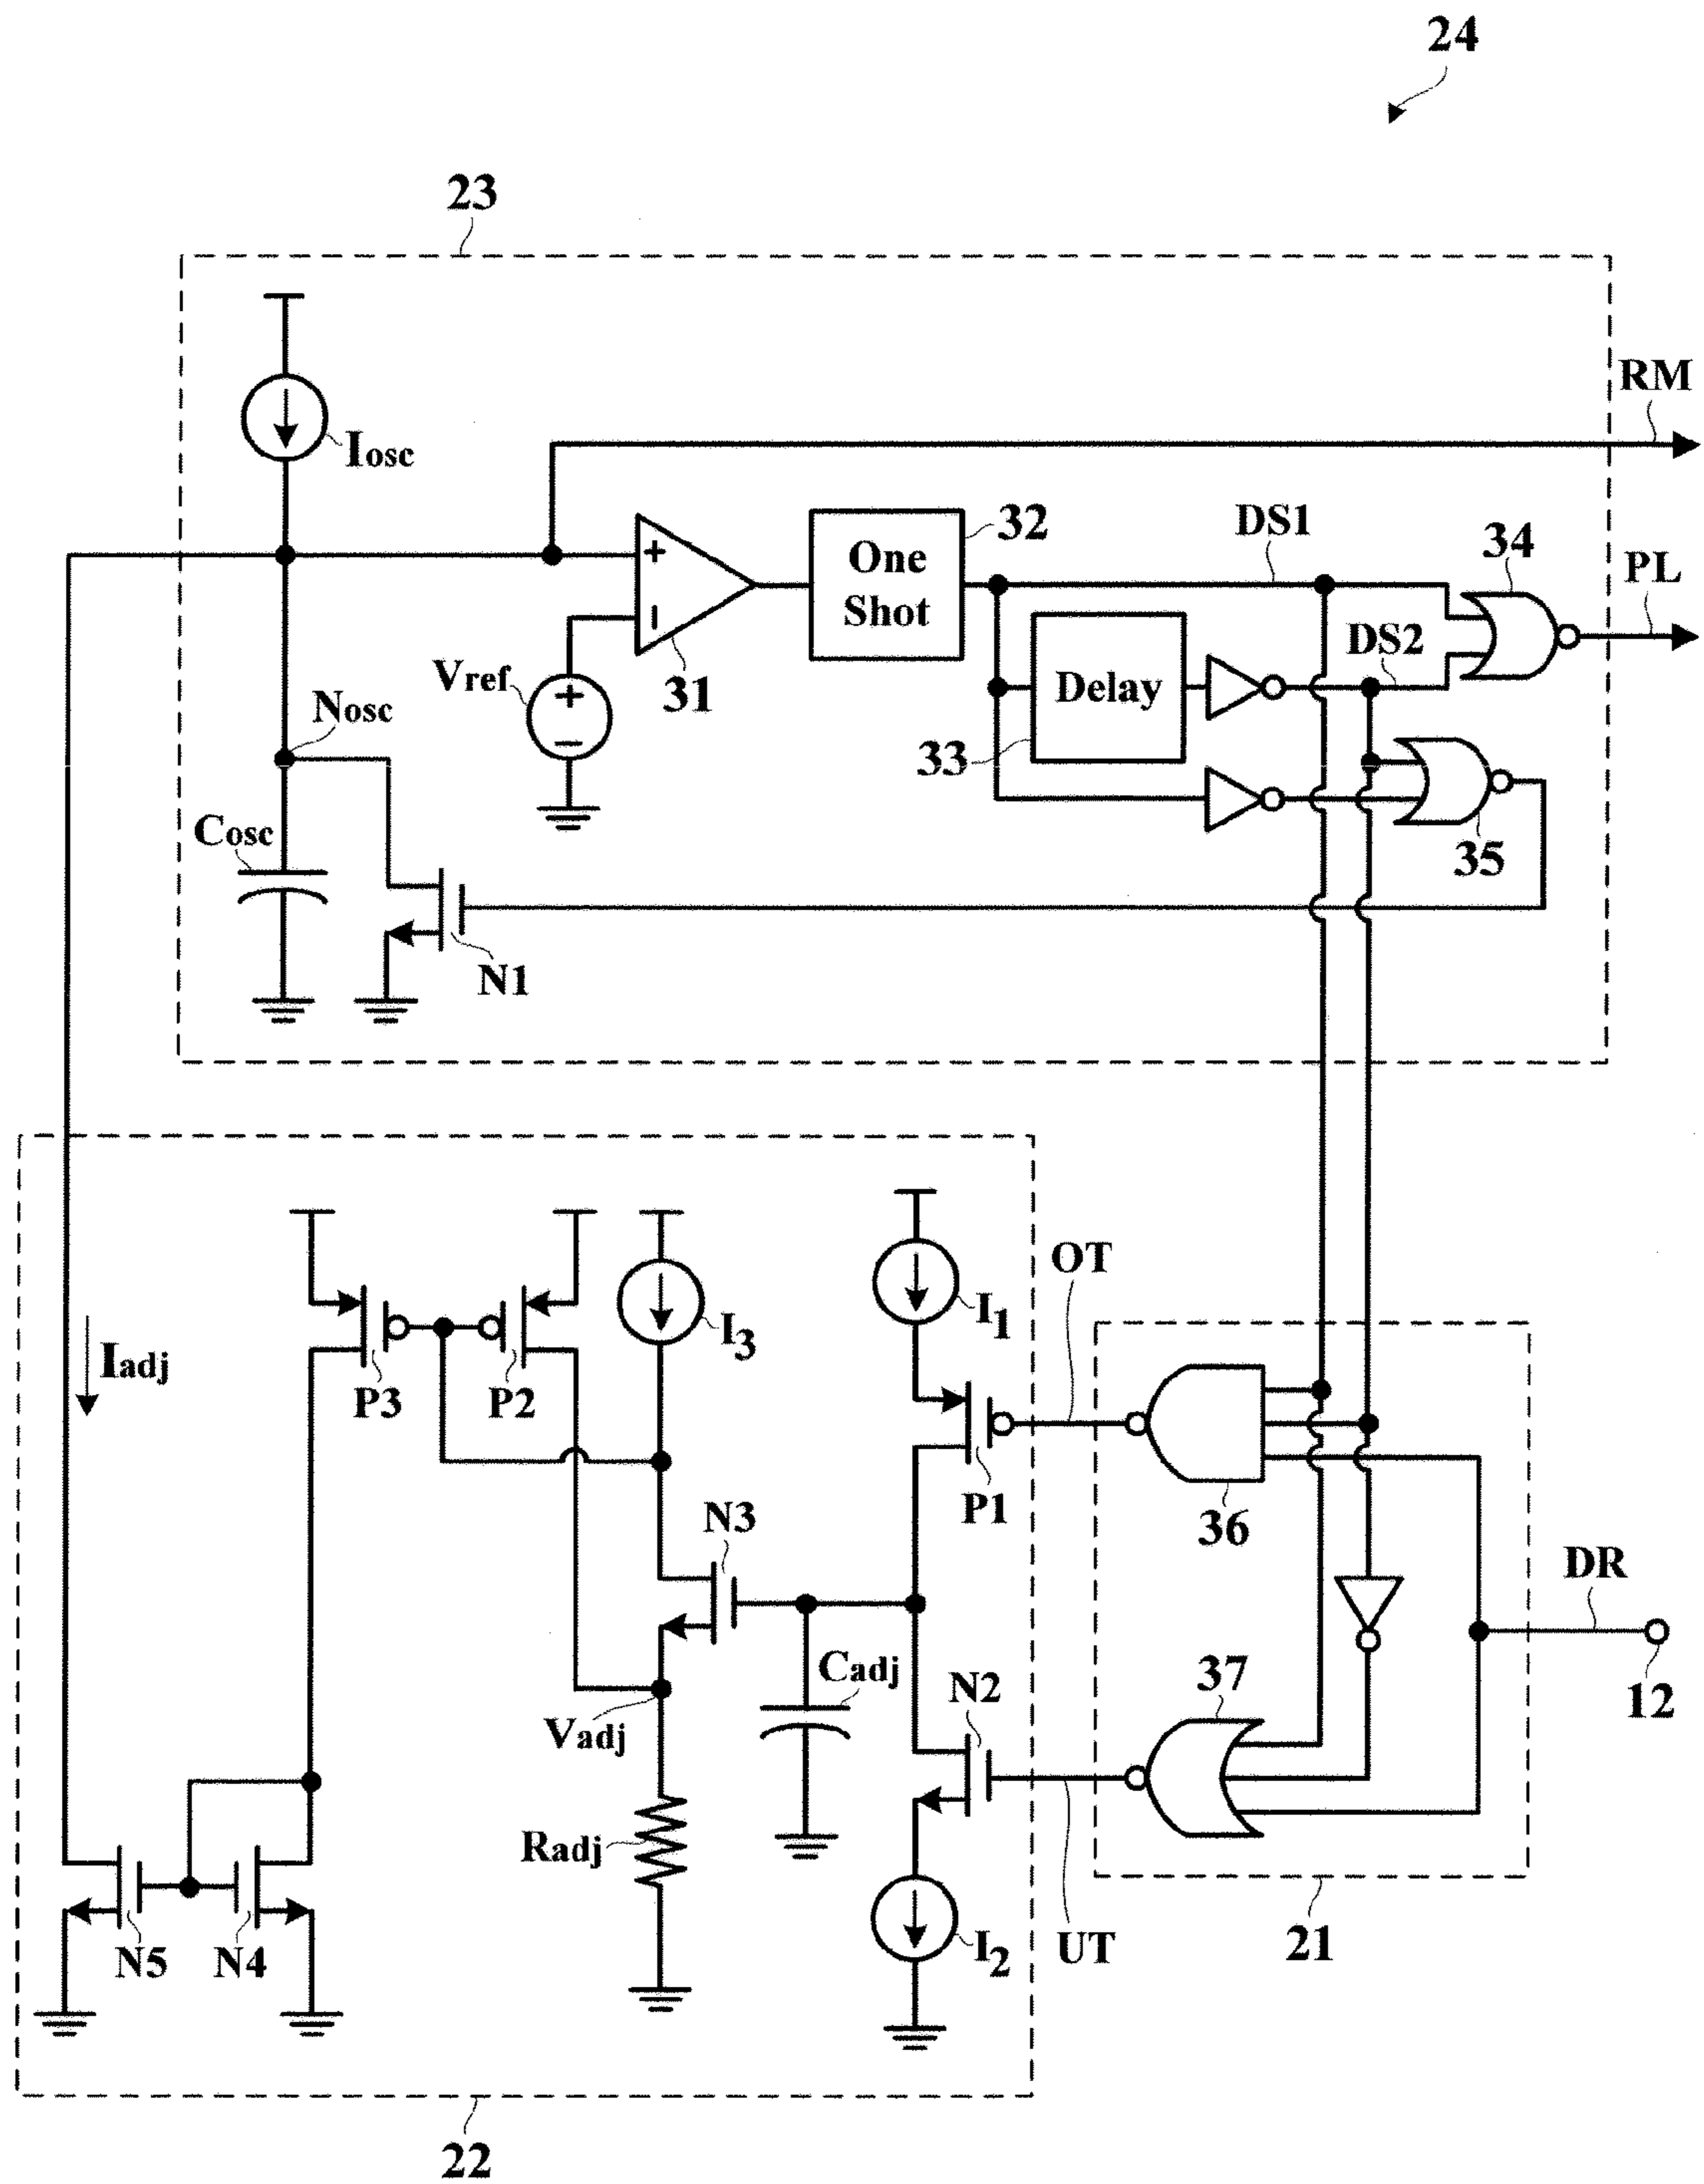 24
23
RM
Iosc
One
Shot
32
DS1
34
PL
+
−
31
Vref
+
−
DS2
Delay
33
Nosc
Cosc
35
N1
OT
I1
I3
Iadj
P3
P2
P1
36
N3
DR
12
Cadj
N2
37
Vadj
Radj
N5
N4
I2
UT
21
22